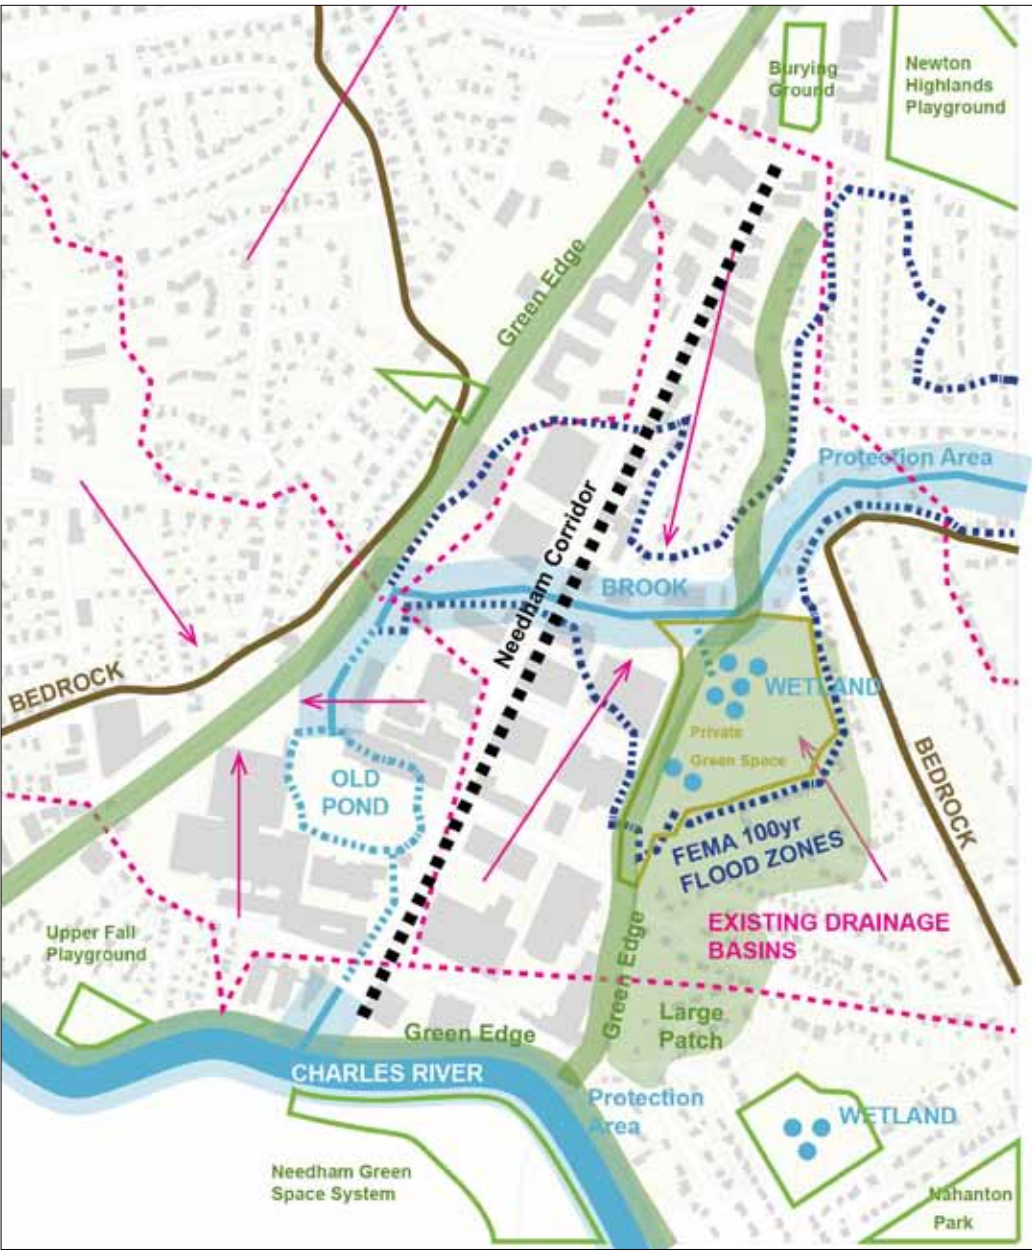 Burying
Ground
Newton
Highlands
Playground
Green Edge
Protection Area
Needham Corridor
BROOK
BEDROCK
WETLAND
Private
Green Space
OLD
POND
BEDROCK
FEMA 100yr
FLOOD ZONES
EXISTING DRAINAGE
BASINS
Upper Fall
Playground
Green Edge
Large
Patch
Green Edge
CHARLES RIVER
Protection
Area
WETLAND
Needham Green
Space System
Nahanton
Park